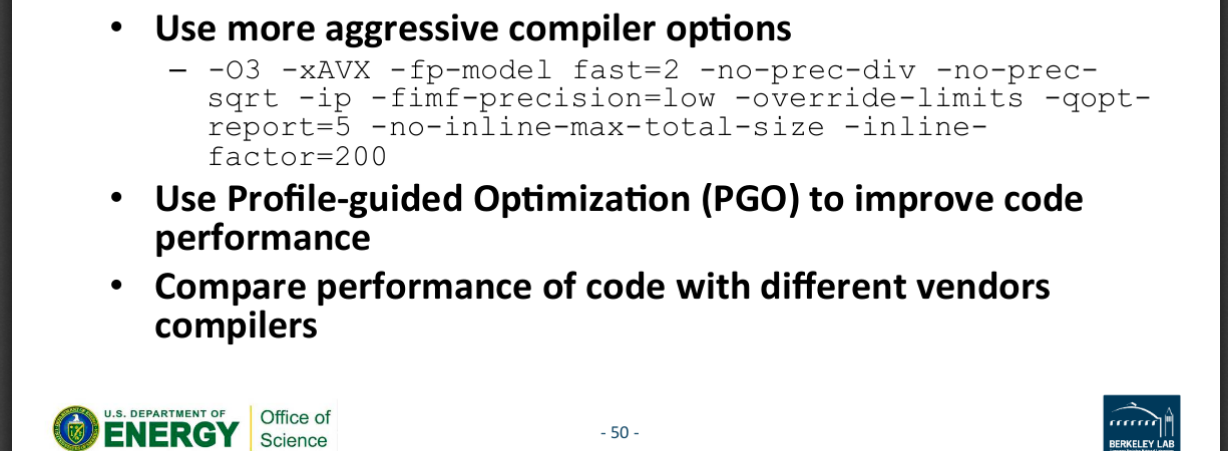 • Use more aggressive compiler options
– -O3 -xAVX -fp-model fast=2 -no-prec-div -no-prec-
sqrt -ip -fimf-precision=low -override-limits -qopt-
report=5 -no-inline-max-total-size -inline-
factor=200
• Use Profile-guided Optimization (PGO) to improve code
performance
• Compare performance of code with different vendors
compilers
U.S. DEPARTMENT OF
ENERGY
Office of
Science
- 50 -
BERKELEY LAB